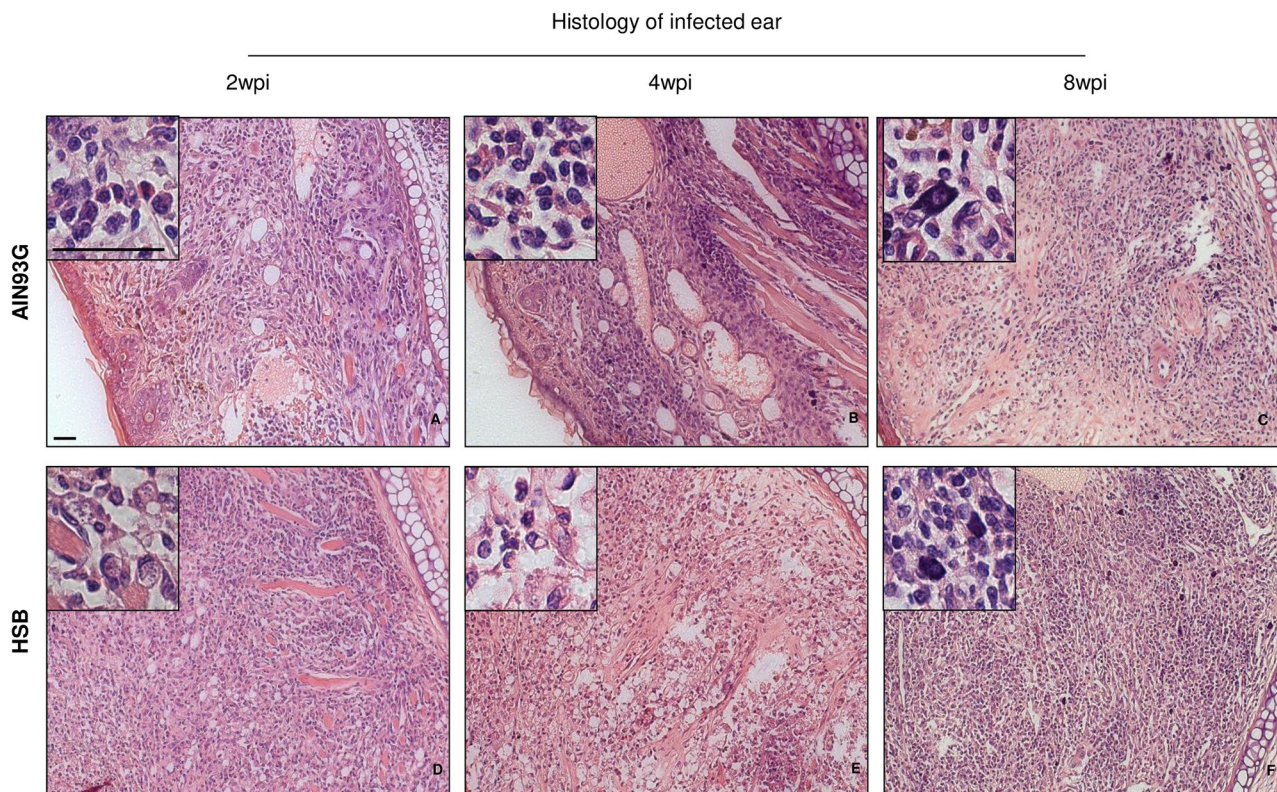 Histology of infected ear
2wpi
4wpi
8wpi
AIN93G
A
B
C
HSB
D
E
F